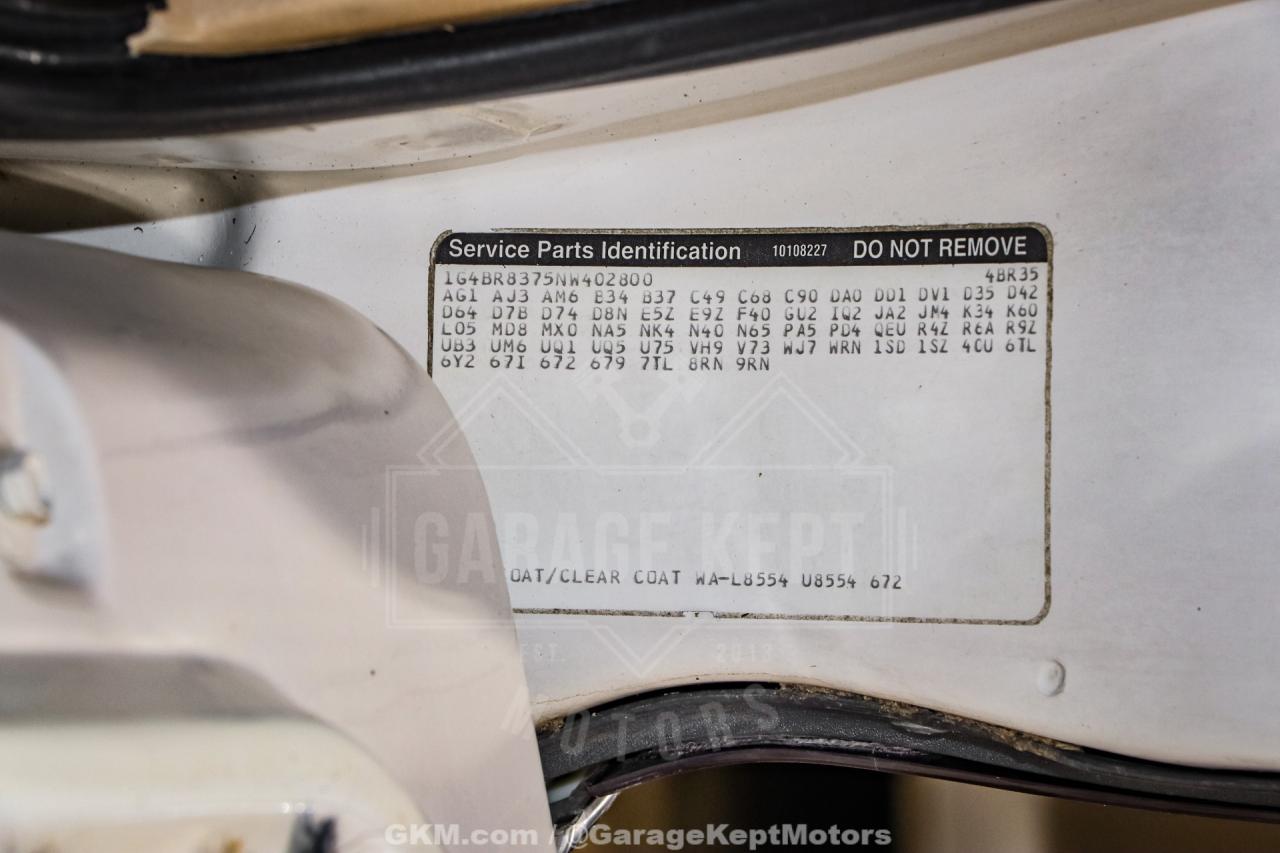 Service Parts Identification 10108227 DO NOT REMOVE
1G4BR8375NW402800 4BR35
AG1 AJ3 AM6 B34 B37 C49 C68 C90 DA0 DD1 DV1 D35 D42
D64 D7B D74 D8N E5Z E9Z F40 GU2 IQ2 JA2 JM4 K34 K60
L05 MD8 MX0 NA5 NK4 N40 N65 PA5 PD4 QEU R4Z R6A R9Z
UB3 UM6 UQ1 UQ5 U75 VH9 V73 WJ7 WRN 1SD 1SZ 4CU 6TL
6Y2 67I 672 679 7TL 8RN 9RN
GARAGE KEPT
OAT/CLEAR COAT WA-L8554 U8554 672
EST. 2013
MOTORS
GKM.com / @GarageKeptMotors